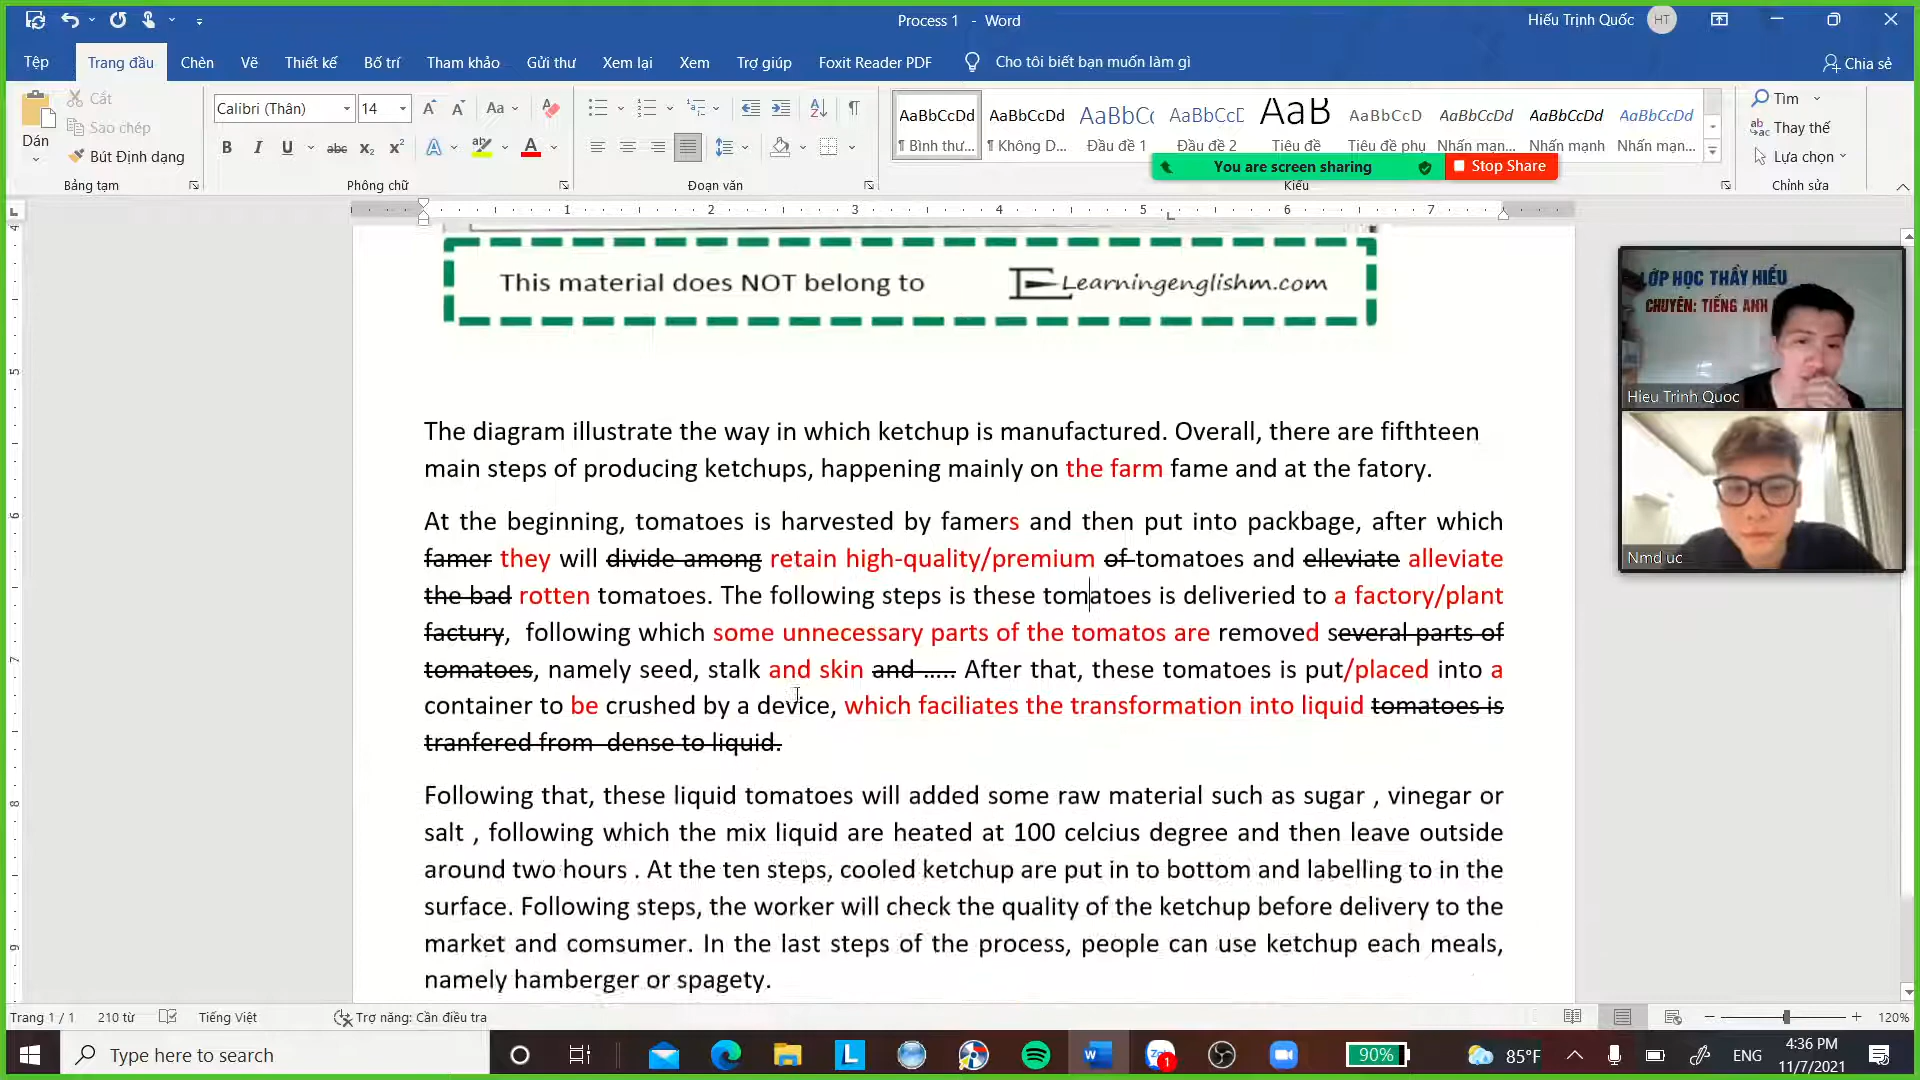 Process 1 - Word
Hiếu Trịnh Quốc
HT
Tệp
Trang đầu
Chèn
Vẽ
Thiết kế
Bố trí
Tham khảo
Gửi thư
Xem lại
Xem
Trợ giúp
Foxit Reader PDF
Cho tôi biết bạn muốn làm gì
Chia sẻ
Dán
Cắt
Sao chép
Bút Định dạng
Bảng tạm
Calibri (Thân)
14
Phông chữ
Đoạn văn
AaBbCcDd
¶ Bình thư...
AaBbCcDd
¶ Không D...
AaBbCc
Đầu đề 1
AaBbCcD
Đầu đề 2
AaB
Tiêu đề
AaBbCcD
Tiêu đề phụ
AaBbCcDd
Nhấn mạn...
AaBbCcDd
Nhấn mạnh
AaBbCcDd
Nhấn mạn...
Kiểu
You are screen sharing
Stop Share
Tìm
Thay thế
Lựa chọn
Chỉnh sửa
1 2 3 4 5 6 7
This material does NOT belong to
Learningenglishm.com
LỚP HỌC THẦY HIẾU
CHUYÊN: TIẾNG ANH
Hieu Trinh Quoc
Nmd uc
The diagram illustrate the way in which ketchup is manufactured. Overall, there are fifthteen
main steps of producing ketchups, happening mainly on the farm fame and at the fatory.
At the beginning, tomatoes is harvested by famers and then put into packbage, after which
famer they will divide among retain high-quality/premium of tomatoes and elleviate alleviate
the bad rotten tomatoes. The following steps is these tomatoes is deliveried to a factory/plant
factury, following which some unnecessary parts of the tomatos are removed several parts of
tomatoes, namely seed, stalk and skin and ..... After that, these tomatoes is put/placed into a
container to be crushed by a device, which faciliates the transformation into liquid tomatoes is
tranfered from dense to liquid.
Following that, these liquid tomatoes will added some raw material such as sugar , vinegar or
salt , following which the mix liquid are heated at 100 celcius degree and then leave outside
around two hours . At the ten steps, cooled ketchup are put in to bottom and labelling to in the
surface. Following steps, the worker will check the quality of the ketchup before delivery to the
market and comsumer. In the last steps of the process, people can use ketchup each meals,
namely hamberger or spagety.
Trang 1 / 1
210 từ
Tiếng Việt
Trợ năng: Cần điều tra
120%
Type here to search
90%
85°F
ENG
4:36 PM
11/7/2021